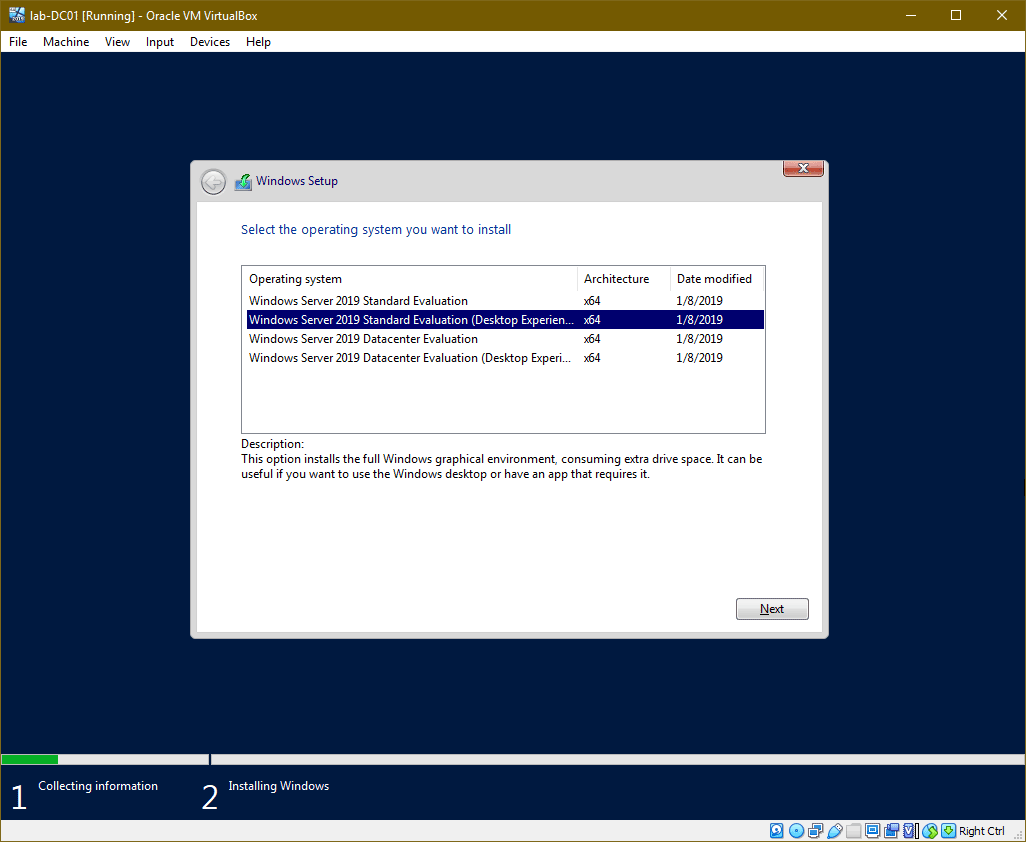 lab-DC01 [Running] - Oracle VM VirtualBox
File Machine View Input Devices Help
Windows Setup
Select the operating system you want to install
Operating system Architecture Date modified
Windows Server 2019 Standard Evaluation x64 1/8/2019
Windows Server 2019 Standard Evaluation (Desktop Experien... x64 1/8/2019
Windows Server 2019 Datacenter Evaluation x64 1/8/2019
Windows Server 2019 Datacenter Evaluation (Desktop Experi... x64 1/8/2019
Description:
This option installs the full Windows graphical environment, consuming extra drive space. It can be
useful if you want to use the Windows desktop or have an app that requires it.
Next
1 Collecting information 2 Installing Windows
Right Ctrl